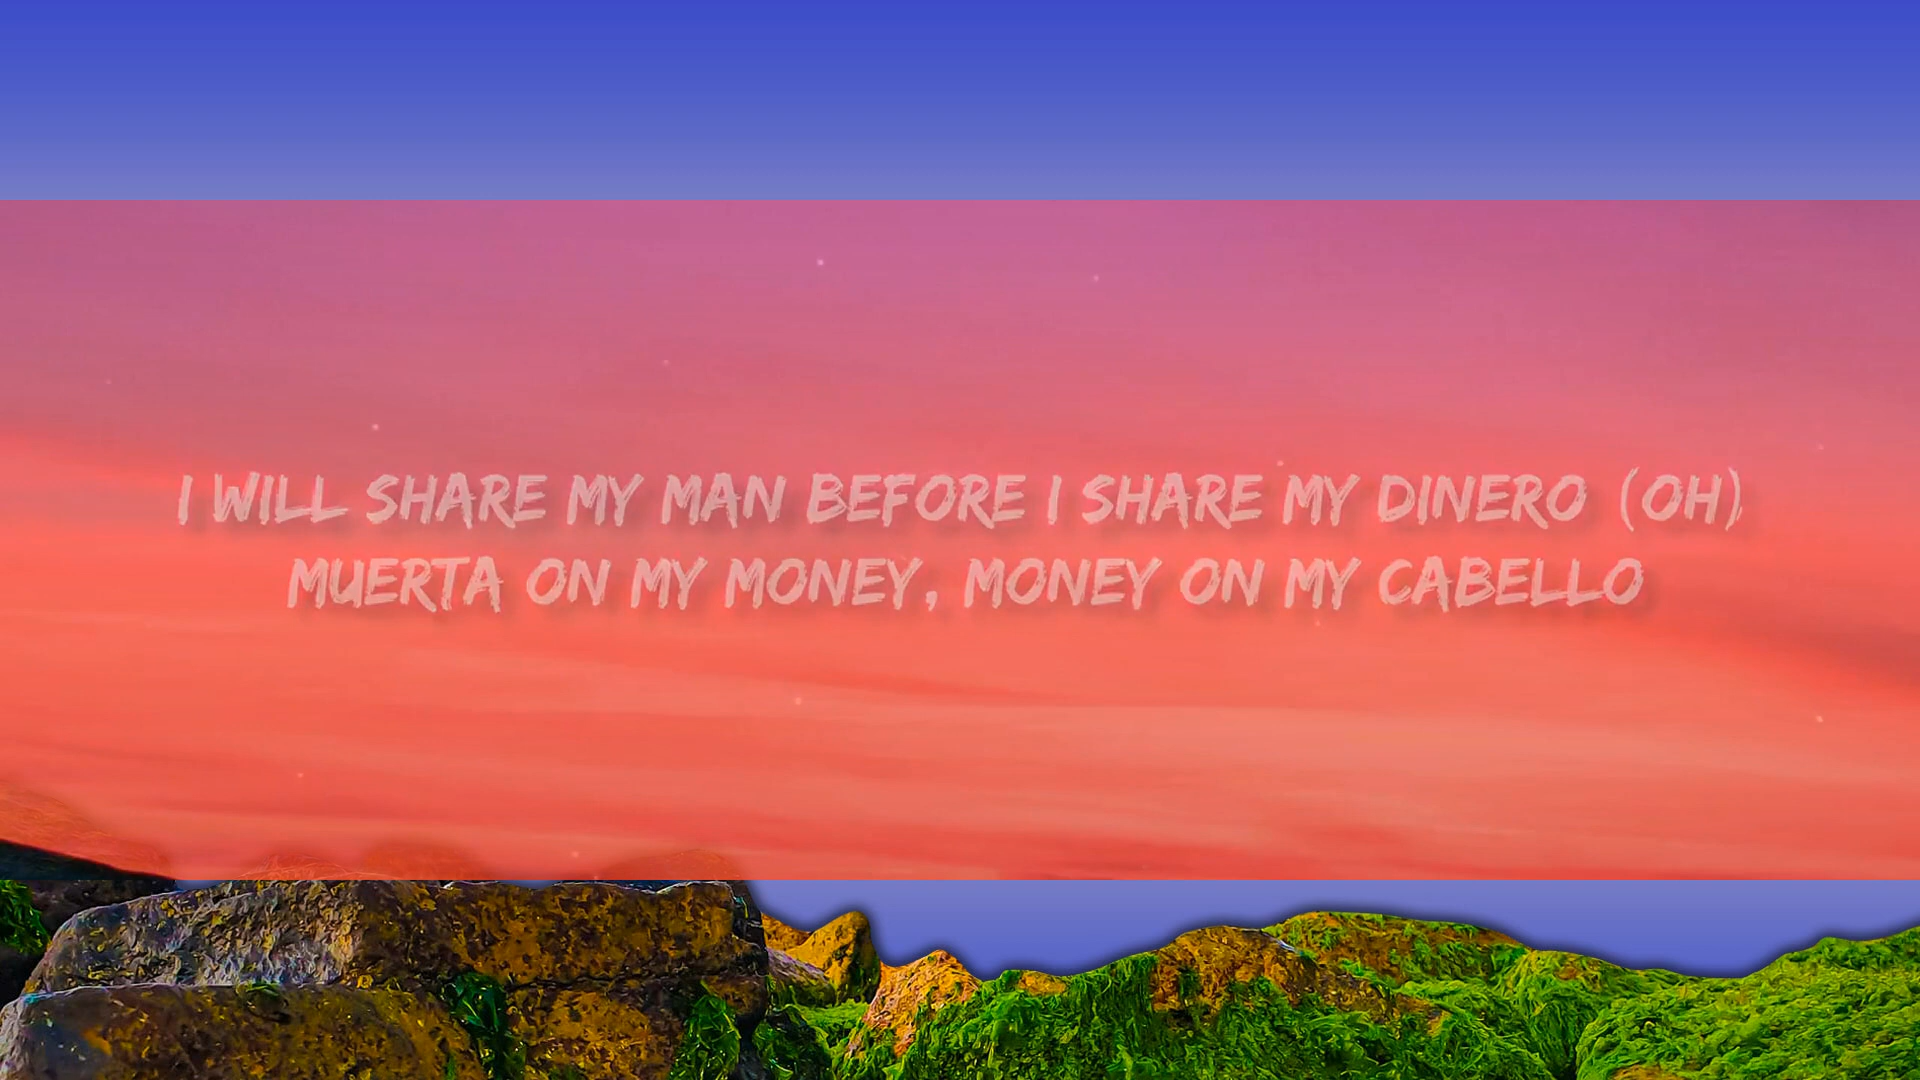 I WILL SHARE MY MAN BEFORE I SHARE MY DINERO (OH)
MUERTA ON MY MONEY, MONEY ON MY CABELLO